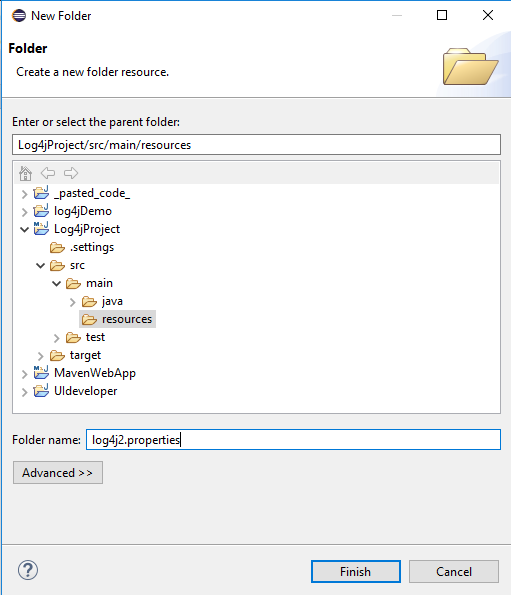 New Folder
Folder
Create a new folder resource.
Enter or select the parent folder:
Log4jProject/src/main/resources
_pasted_code_
log4jDemo
Log4jProject
.settings
src
main
java
resources
test
target
MavenWebApp
UIdeveloper
Folder name: log4j2.properties
Advanced >>
?
Finish Cancel